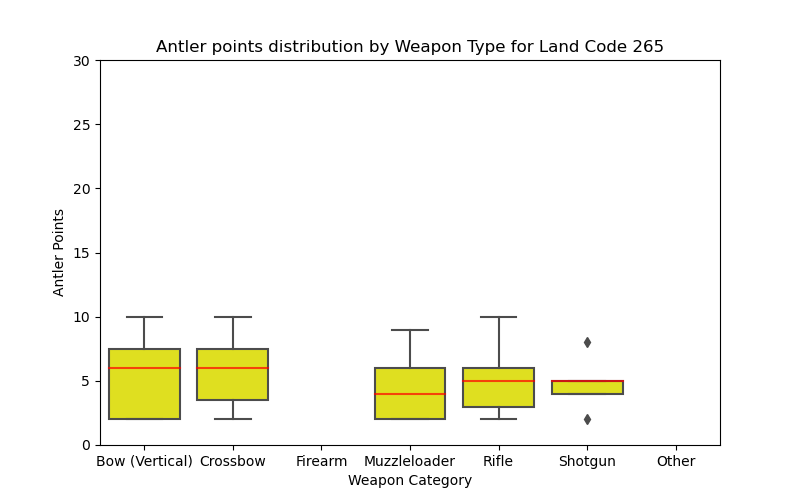 Antler points distribution by Weapon Type for Land Code 265
30
25
20
15
10
5
0
Antler Points
Bow (Vertical) Crossbow Firearm Muzzleloader Rifle Shotgun Other
Weapon Category